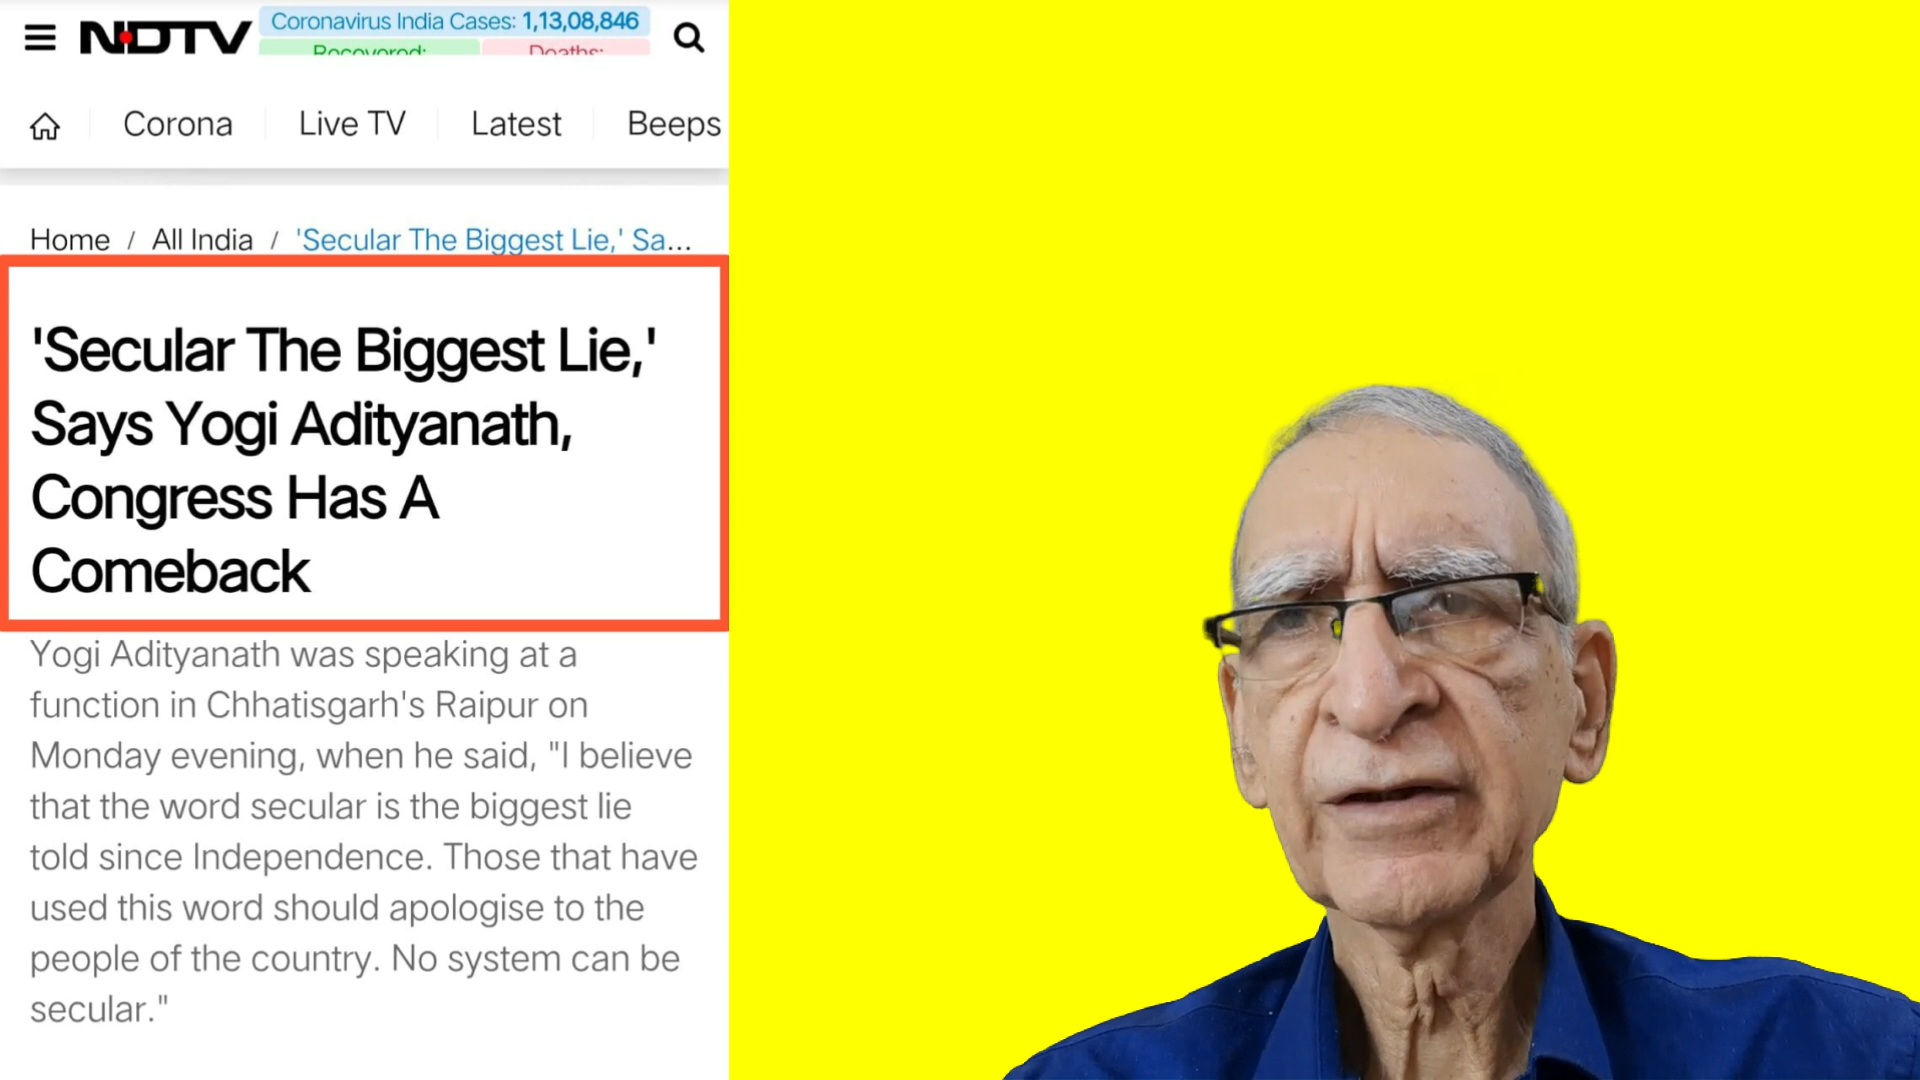 NDTV
Coronavirus India Cases: 1,13,08,846
Recovered: Deaths:
Corona Live TV Latest Beeps
Home / All India / 'Secular The Biggest Lie,' Sa...
'Secular The Biggest Lie,'
Says Yogi Adityanath,
Congress Has A
Comeback
Yogi Adityanath was speaking at a
function in Chhatisgarh's Raipur on
Monday evening, when he said, "I believe
that the word secular is the biggest lie
told since Independence. Those that have
used this word should apologise to the
people of the country. No system can be
secular."